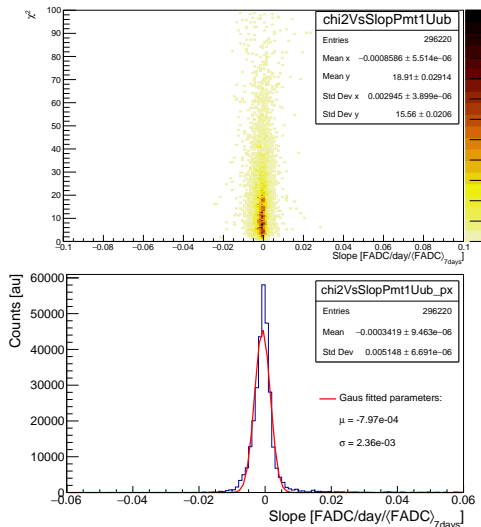 χ²
100
90
80
70
60
50
40
30
20
10
0
−0.1 −0.08 −0.06 −0.04 −0.02 0 0.02 0.04 0.06 0.08 0.1
Slope [FADC/day/⟨FADC⟩7days]
chi2VsSlopPmt1Uub
Entries 296220
Mean x −0.0008586 ± 5.514e−06
Mean y 18.91 ± 0.02914
Std Dev x 0.002945 ± 3.899e−06
Std Dev y 15.56 ± 0.0206
Counts [au]
60000
50000
40000
30000
20000
10000
0
−0.06 −0.04 −0.02 0 0.02 0.04 0.06
Slope [FADC/day/⟨FADC⟩7days]
chi2VsSlopPmt1Uub_px
Entries 296220
Mean −0.0003419 ± 9.463e−06
Std Dev 0.005148 ± 6.691e−06
Gaus fitted parameters:
μ = -7.97e−04
σ = 2.36e−03